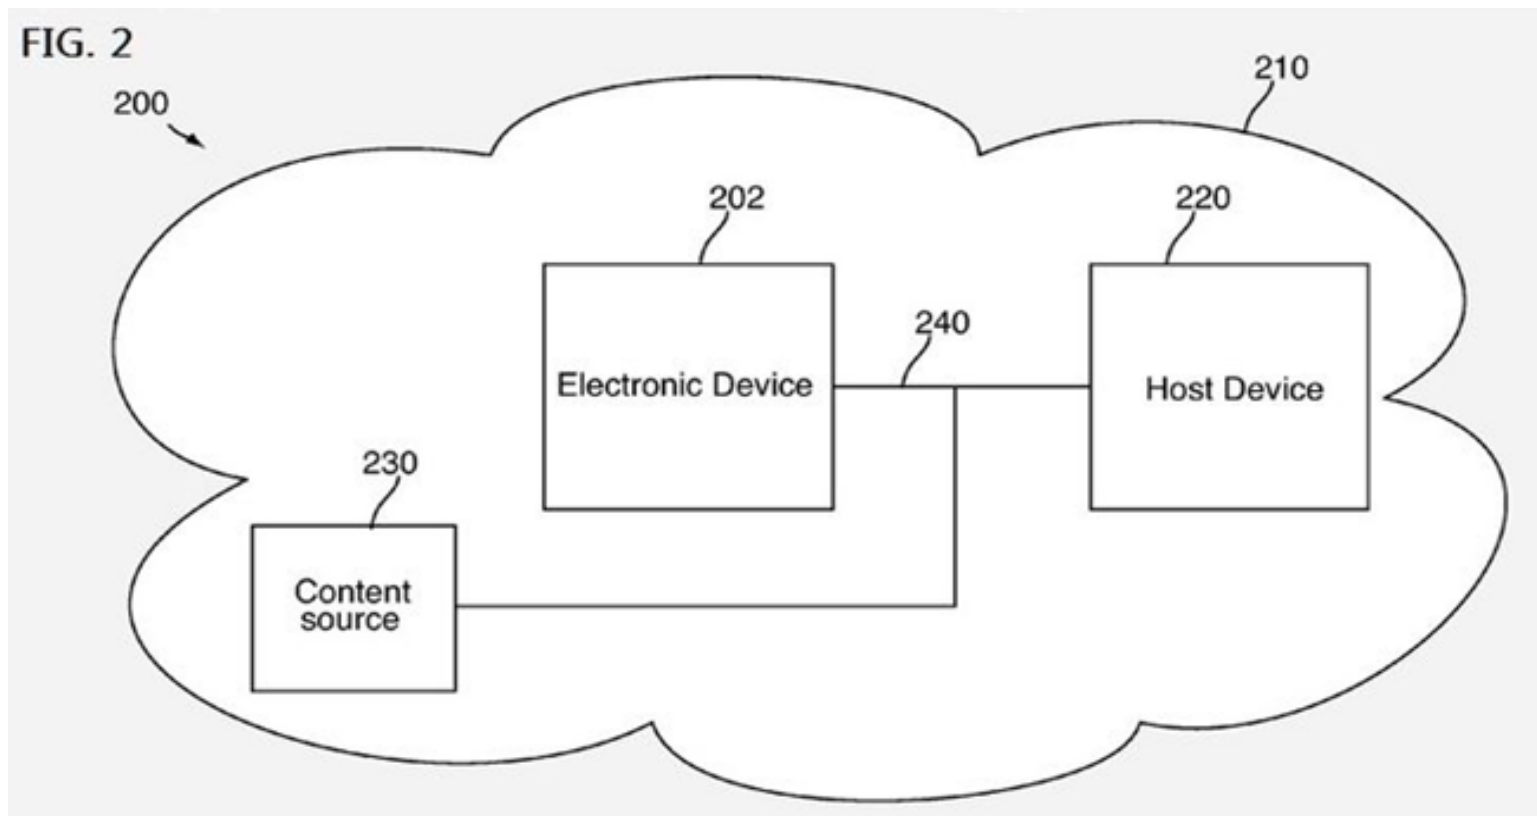 FIG. 2
200
210
202
220
240
Electronic Device
Host Device
230
Content
source